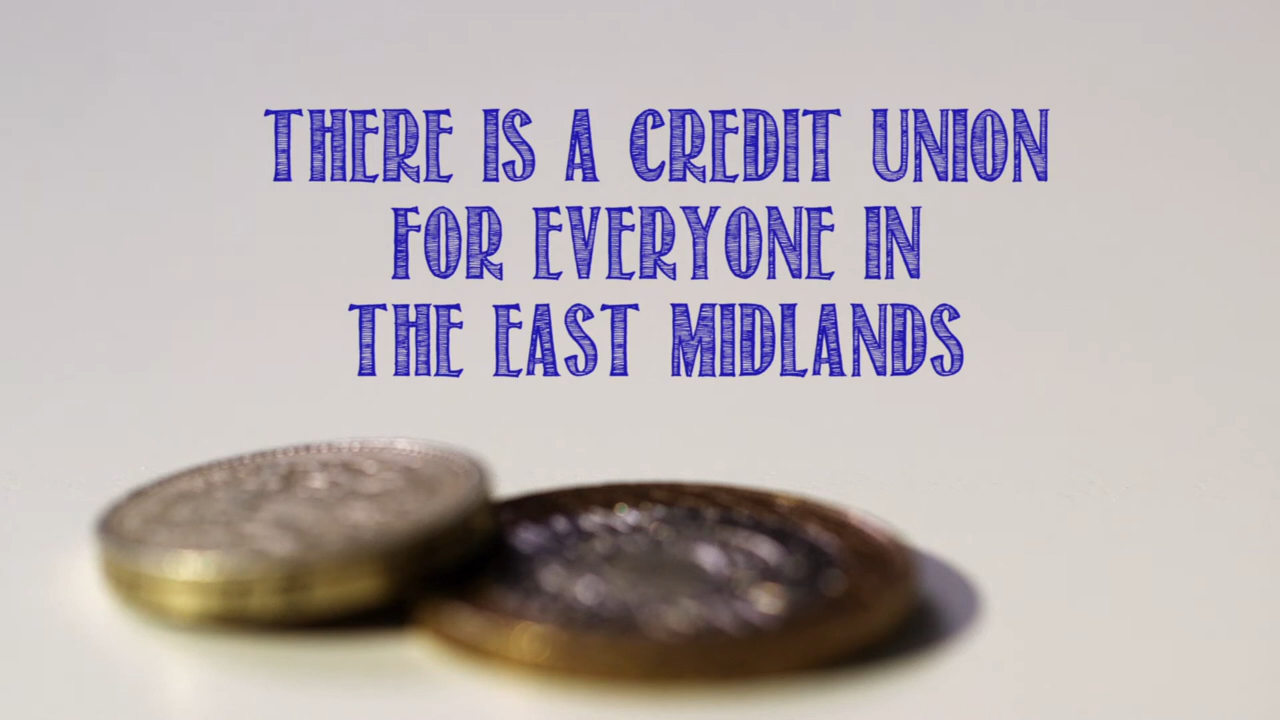 THERE IS A CREDIT UNION
FOR EVERYONE IN
THE EAST MIDLANDS